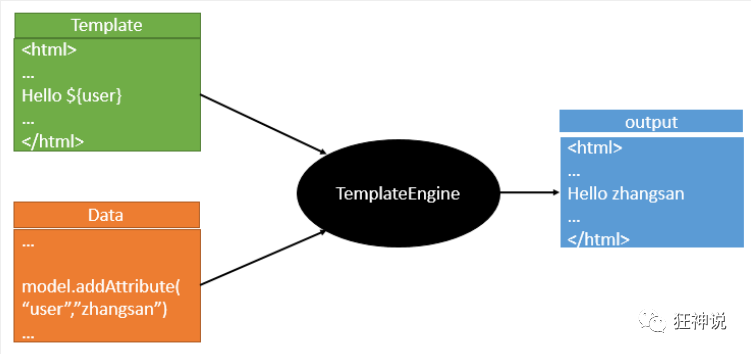 Template
<html>
...
Hello ${user}
...
</html>
Data
...
model.addAttribute(
“user”,”zhangsan”)
...
TemplateEngine
output
<html>
...
Hello zhangsan
...
</html>
狂神说